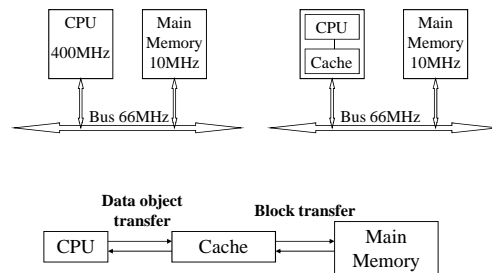 CPU
400MHz
Main
Memory
10MHz
Bus 66MHz
CPU
Cache
Main
Memory
10MHz
Bus 66MHz
Data object
transfer
Block transfer
CPU
Cache
Main
Memory